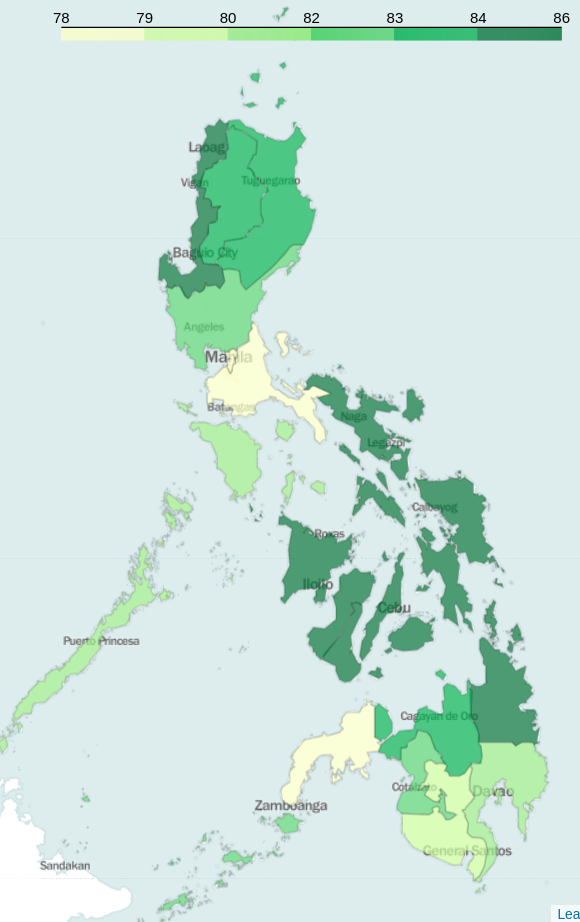 78 79 80 82 83 84 86
Laoag
Vigan
Tuguegarao
Baguio City
Angeles
Manila
Batangas
Naga
Legazpi
Calbayog
Roxas
Iloilo
Cebu
Puerto Princesa
Cagayan de Oro
Cotabato
Davao
Zamboanga
General Santos
Sandakan
Lea